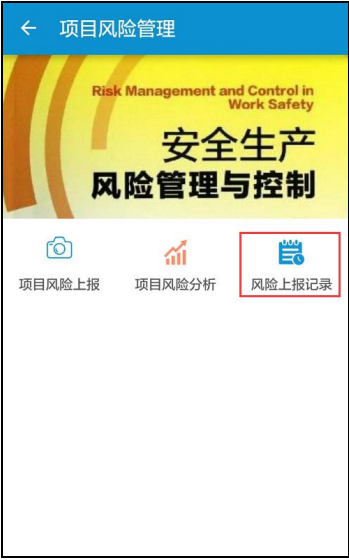 项目风险管理
Risk Management and Control in
Work Safety
安全生产
风险管理与控制
项目风险上报
项目风险分析
风险上报记录